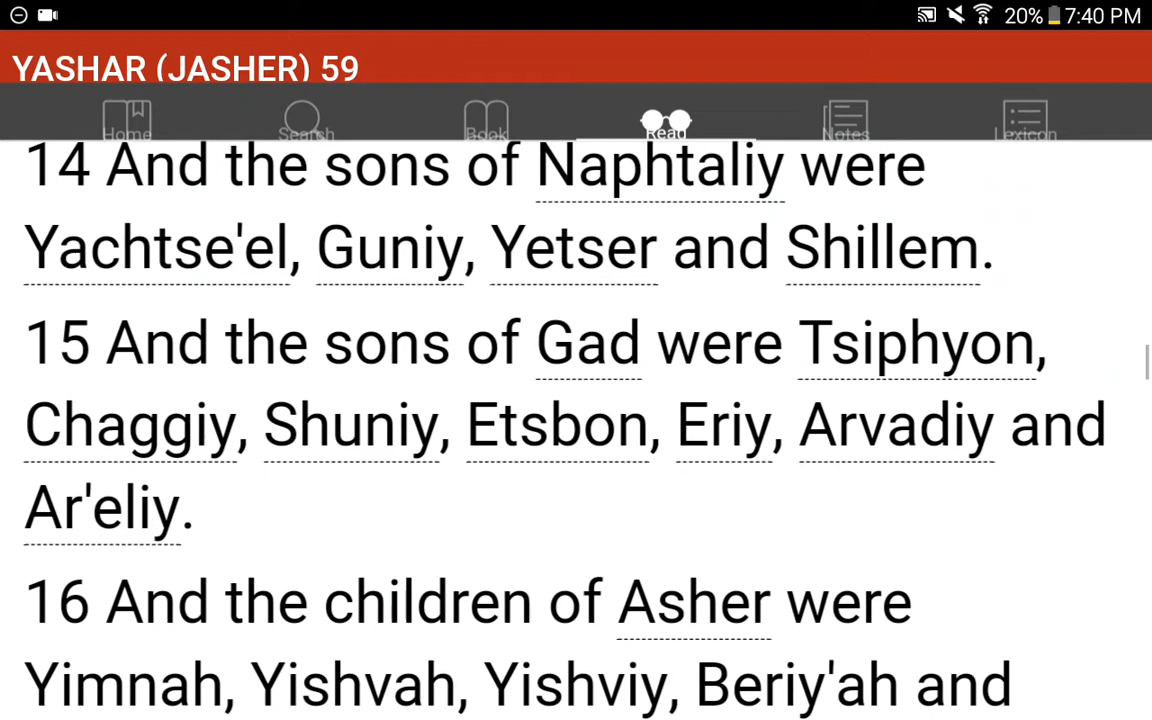 20% 7:40 PM
YASHAR (JASHER) 59
Home Search Book Read Notes Lexicon
14 And the sons of Naphtaliy were
Yachtse'el, Guniy, Yetser and Shillem.
15 And the sons of Gad were Tsiphyon,
Chaggiy, Shuniy, Etsbon, Eriy, Arvadiy and
Ar'eliy.
16 And the children of Asher were
Yimnah, Yishvah, Yishviy, Beriy'ah and